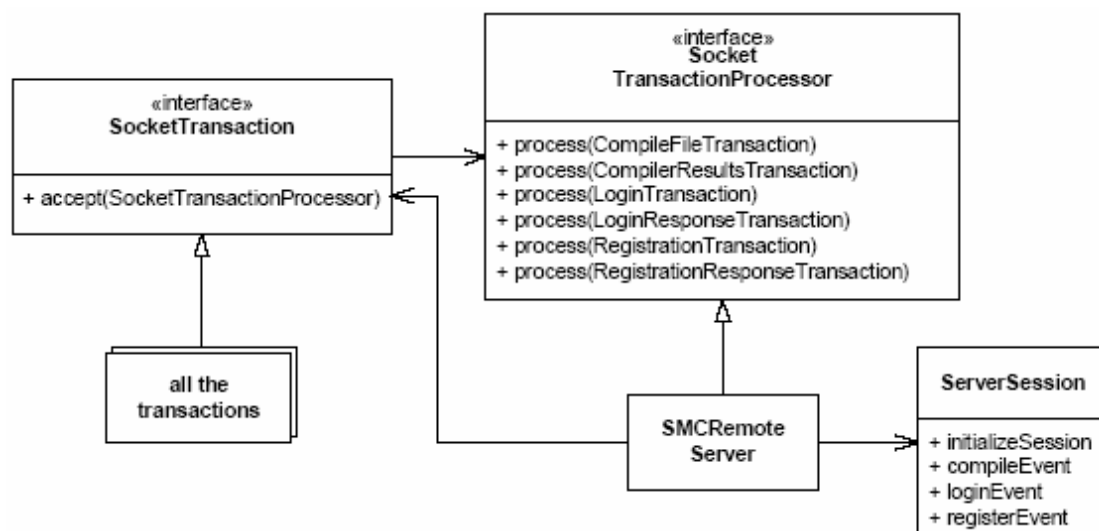 «interface»
SocketTransaction
+ accept(SocketTransactionProcessor)
«interface»
Socket
TransactionProcessor
+ process(CompileFileTransaction)
+ process(CompilerResultsTransaction)
+ process(LoginTransaction)
+ process(LoginResponseTransaction)
+ process(RegistrationTransaction)
+ process(RegistrationResponseTransaction)
all the
transactions
SMCRemote
Server
ServerSession
+ initializeSession
+ compileEvent
+ loginEvent
+ registerEvent